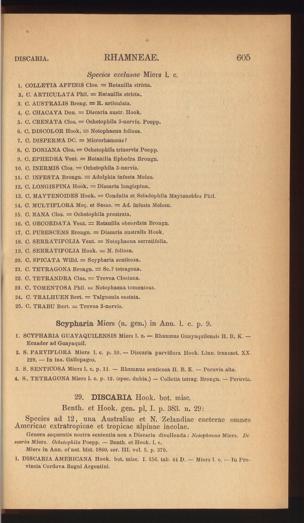 DISCARIA. RHAMNEAE. 605
Species exclusae Miers l. c.
1. COLLETIA AFFINIS Clos. = Retanilla stricta.
2. C. ARTICULATA Phil. = Retanilla stricta.
3. C. AUSTRALIS Brong. = R. articulata.
4. C. CHACAYA Don. = Discaria austr. Hook.
5. C. CRENATA Clos. = Ochetophila 3-nervis. Poepp.
6. C. DISCOLOR Hook. = Notophaena foliosa.
7. C. DISPERMA DC. = Microrhamnus?
8. C. DONIANA Clos. = Ochetophila trinervis Poepp.
9. C. EPHEDRA Vent. = Retanilla Ephedra Brongn.
10. C. INERMIS Clos. = Ochetophila 3-nervis.
11. C. INFESTA Brongn. = Adolphia infesta Meisn.
12. C. LONGISPINA Hook. = Discaria longispina.
13. C. MAYTENOIDES Hook. = Condalia et Schistophila Maytenoides Phil.
14. C. MULTIFLORA Moç. et Sesse. = Ad. infesta Meissn.
15. C. NANA Clos. = Ochetophila prostrata.
16. C. OBCORDATA Vent. = Retanilla obcordata Brongn.
17. C. PUBESCENS Brongn. = Discaria australis Hook.
18. C. SERRATIFOLIA Vent. = Notophaena serratifolia.
19. C. SERRATIFOLIA Hook. = N. foliosa.
20. C. SPICATA Willd. = Scypharia senticosa.
21. C. TETRAGONA Brongn. = Sc.? tetragona.
22. C. TETRANDRA Clos. = Trevoa Closiana.
23. C. TOMENTOSA Phil. = Notophaena tomentosa.
24. C. TRALHUEN Bert. = Talguenia costata.
25. C. TRABU Bert. = Trevoa 3-nervis.
Scypharia Miers (n. gen.) in Ann. l. c. p. 9.
1. SCYPHARIA GUAYAQUILENSIS Miers l. c. — Rhamnus Guayaquilensis H. B. K. —
Ecuador ad Guayaquil.
2. S. PARVIFLORA Miers l. c. p. 10. — Discaria parviflora Hook. Linn. transact. XX.
229. — In ins. Gallopagos.
3. S. SENTICOSA Miers l. c. p. 11. — Rhamnus senticosa H. B. K. — Peruvia alta.
4. S. TETRAGONA Miers l. c. p. 12. (spec. dubia.) — Colletia tetrag. Brongn. — Peruvia.
29. DISCARIA Hook. bot. misc.
Benth. et Hook. gen. pl. I. p. 383. n. 29:
Species ad 12, una Australiae et N. Zelandiae caeterae omnes
Americae extratropicae et tropicae alpinae incolae.
Genera sequentia nostra sententia non a Discaria divellenda: Notophaena Miers. De
searia Miers. Ochetophila Poepp. — Benth. et Hook. l. c.
Miers in Ann. of nat. hist. 1860. ser. III. vol. 5. p. 370.
1. DISCARIA AMERICANA Hook. bot. misc. I. 156. tab. 44 D. — Miers l. c. — In Pro-
vincia Cordova Regni Argentini.